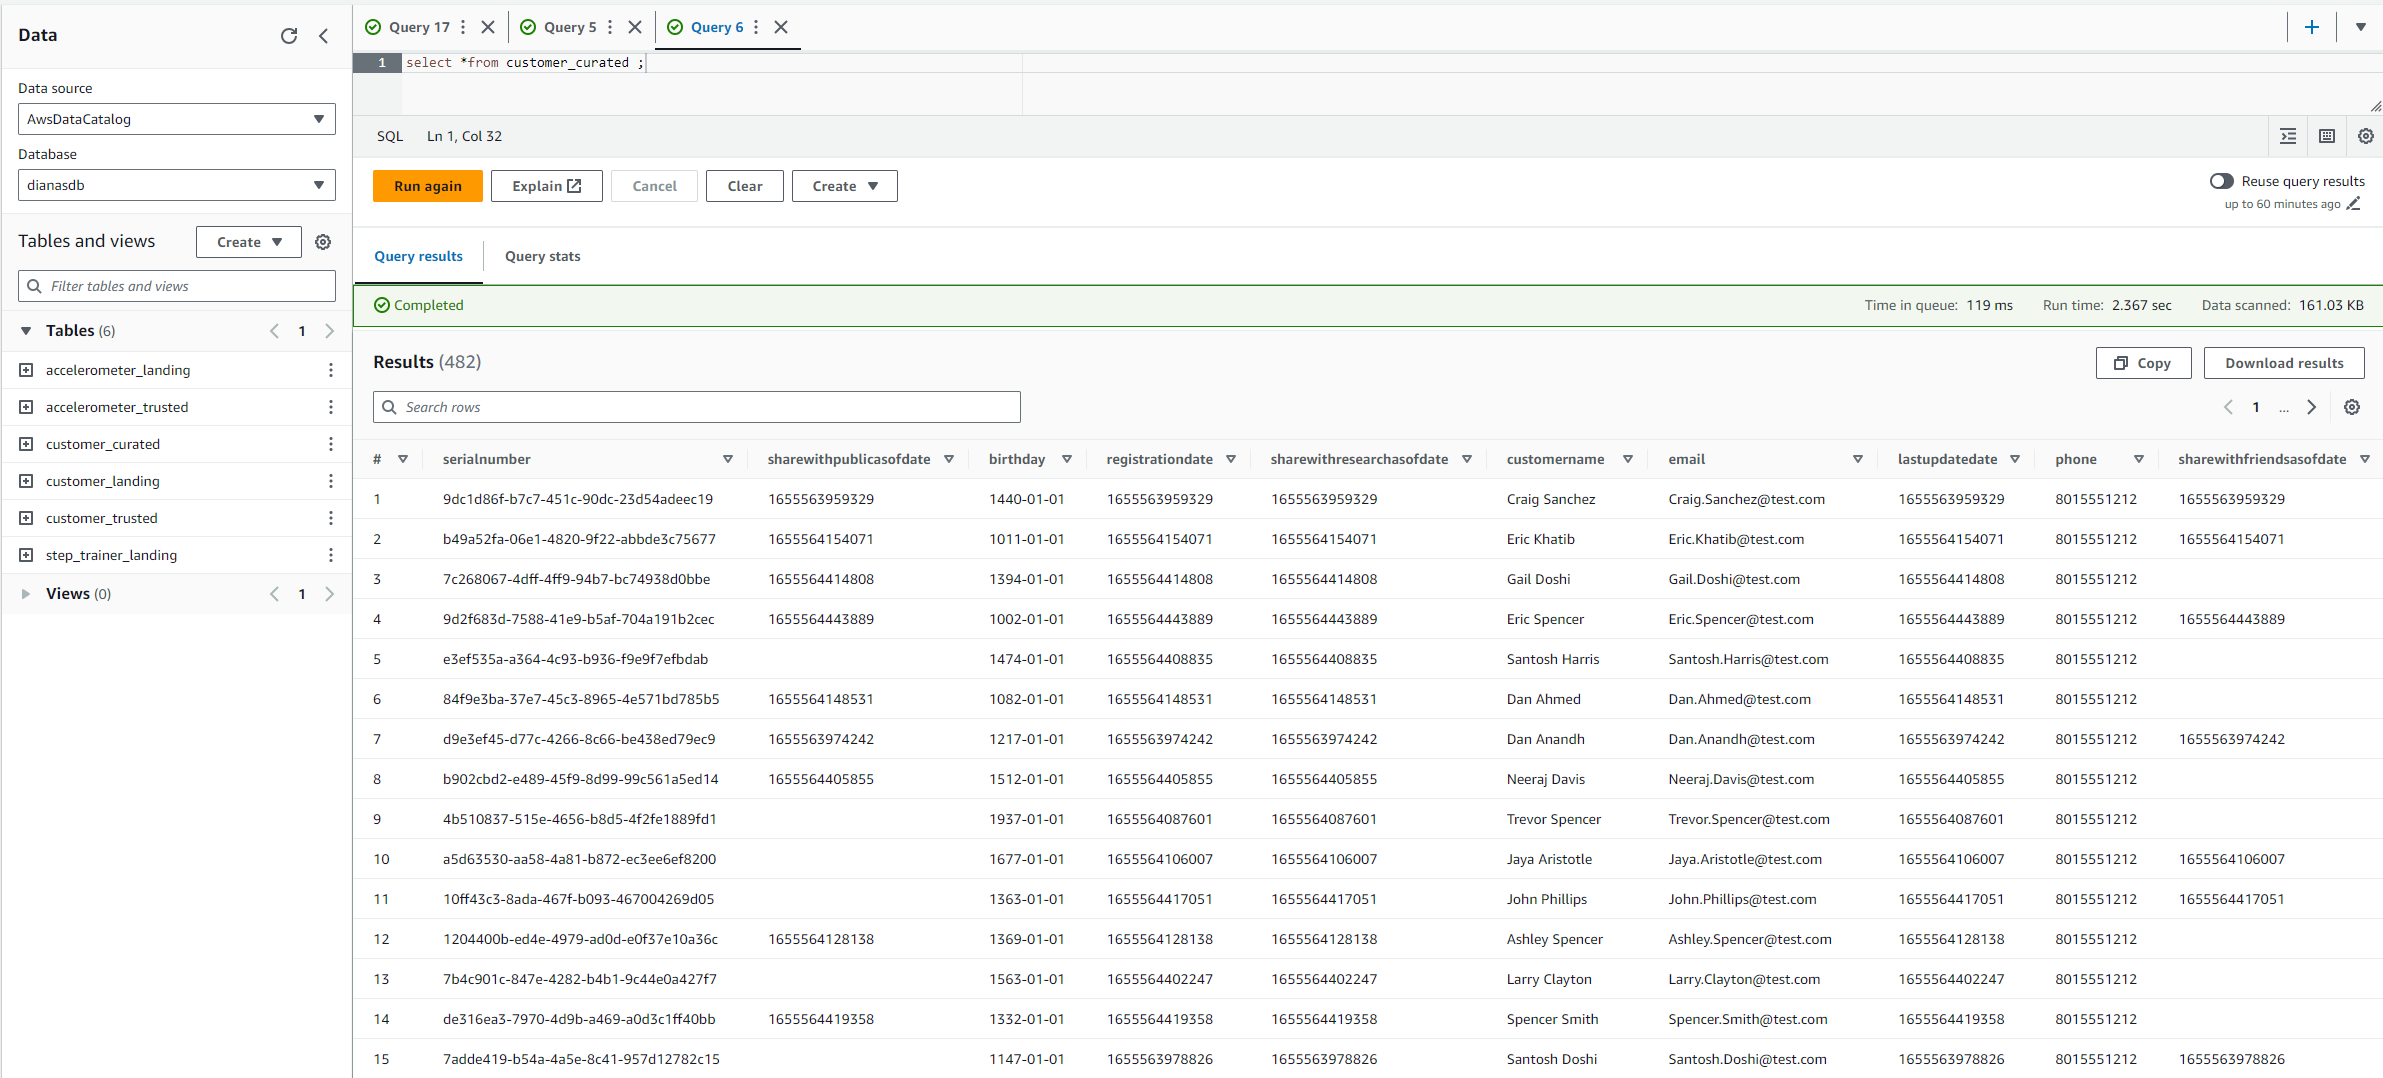 Data
Query 17 Query 5 Query 6
1 select *from customer_curated ;
Data source
AwsDataCatalog
SQL Ln 1, Col 32
Database
dianasdb
Run again Explain Cancel Clear Create
Reuse query results
up to 60 minutes ago
Tables and views Create
Filter tables and views
Query results Query stats
Completed Time in queue: 119 ms Run time: 2.367 sec Data scanned: 161.03 KB
Tables (6) 1
accelerometer_landing
accelerometer_trusted
customer_curated
customer_landing
customer_trusted
step_trainer_landing
Views (0) 1
Results (482) Copy Download results
Search rows 1 ...
# serialnumber sharewithpublicasofdate birthday registrationdate sharewithresearchasofdate customername email lastupdatedate phone sharewithfriendsasofdate
1 9dc1d86f-b7c7-451c-90dc-23d54adeec19 1655563959329 1440-01-01 1655563959329 1655563959329 Craig Sanchez Craig.Sanchez@test.com 1655563959329 8015551212 1655563959329
2 b49a52fa-06e1-4820-9f22-abbde3c75677 1655564154071 1011-01-01 1655564154071 1655564154071 Eric Khatib Eric.Khatib@test.com 1655564154071 8015551212 1655564154071
3 7c268067-4dff-4ff9-94b7-bc74938d0bbe 1655564414808 1394-01-01 1655564414808 1655564414808 Gail Doshi Gail.Doshi@test.com 1655564414808 8015551212
4 9d2f683d-7588-41e9-b5af-704a191b2cec 1655564443889 1002-01-01 1655564443889 1655564443889 Eric Spencer Eric.Spencer@test.com 1655564443889 8015551212 1655564443889
5 e3ef535a-a364-4c93-b936-f9e9f7efbdab 1474-01-01 1655564408835 1655564408835 Santosh Harris Santosh.Harris@test.com 1655564408835 8015551212
6 84f9e3ba-37e7-45c3-8965-4e571bd785b5 1655564148531 1082-01-01 1655564148531 1655564148531 Dan Ahmed Dan.Ahmed@test.com 1655564148531 8015551212
7 d9e3ef45-d77c-4266-8c66-be438ed79ec9 1655563974242 1217-01-01 1655563974242 1655563974242 Dan Anandh Dan.Anandh@test.com 1655563974242 8015551212 1655563974242
8 b902cbd2-e489-45f9-8d99-99c561a5ed14 1655564405855 1512-01-01 1655564405855 1655564405855 Neeraj Davis Neeraj.Davis@test.com 1655564405855 8015551212
9 4b510837-515e-4656-b8d5-4f2fe1889fd1 1937-01-01 1655564087601 1655564087601 Trevor Spencer Trevor.Spencer@test.com 1655564087601 8015551212
10 a5d63530-aa58-4a81-b872-ec3ee6ef8200 1677-01-01 1655564106007 1655564106007 Jaya Aristotle Jaya.Aristotle@test.com 1655564106007 8015551212 1655564106007
11 10ff43c3-8ada-467f-b093-467004269d05 1363-01-01 1655564417051 1655564417051 John Phillips John.Phillips@test.com 1655564417051 8015551212 1655564417051
12 1204400b-ed4e-4979-ad0d-e0f37e10a36c 1655564128138 1369-01-01 1655564128138 1655564128138 Ashley Spencer Ashley.Spencer@test.com 1655564128138 8015551212
13 7b4c901c-847e-4282-b4b1-9c44e0a427f7 1563-01-01 1655564402247 1655564402247 Larry Clayton Larry.Clayton@test.com 1655564402247 8015551212
14 de316ea3-7970-4d9b-a469-a0d3c1ff40bb 1655564419358 1332-01-01 1655564419358 1655564419358 Spencer Smith Spencer.Smith@test.com 1655564419358 8015551212
15 7adde419-b54a-4a5e-8c41-957d12782c15 1147-01-01 1655563978826 1655563978826 Santosh Doshi Santosh.Doshi@test.com 1655563978826 8015551212 1655563978826